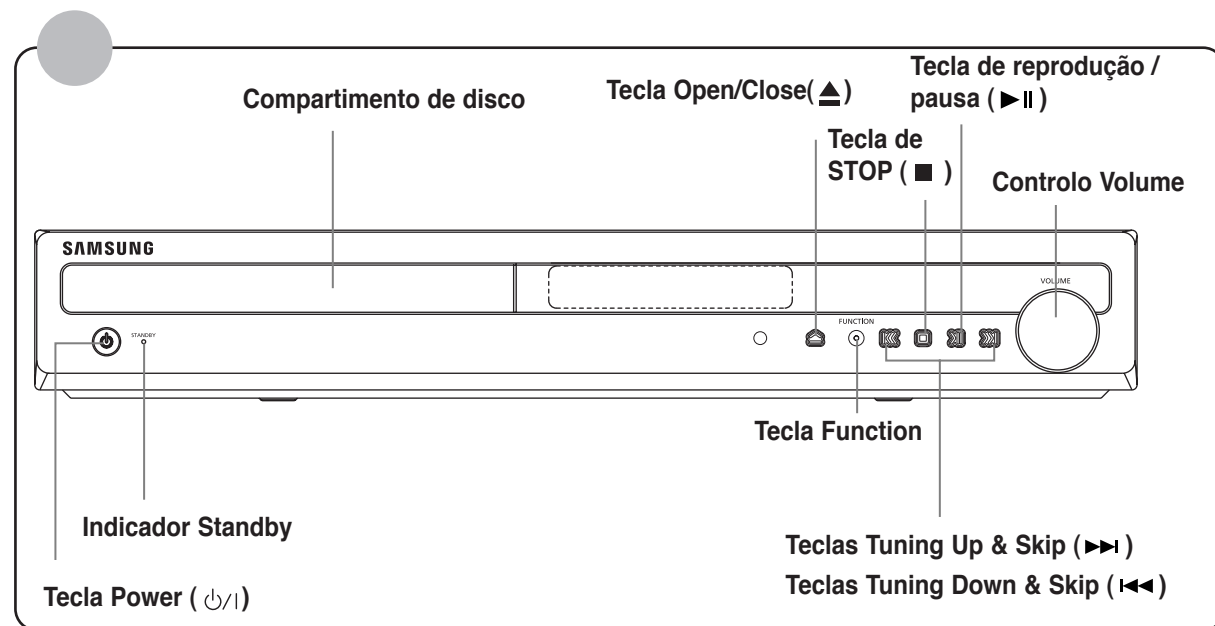 Compartimento de disco
Tecla Open/Close(⏏)
Tecla de reprodução /
pausa ( ▶II )
Tecla de
STOP ( ■ )
Controlo Volume
SAMSUNG
VOLUME
STANDBY
FUNCTION
Tecla Function
Indicador Standby
Tecla Power ( ⏻/I )
Teclas Tuning Up & Skip ( ▶▶I )
Teclas Tuning Down & Skip ( I◀◀ )